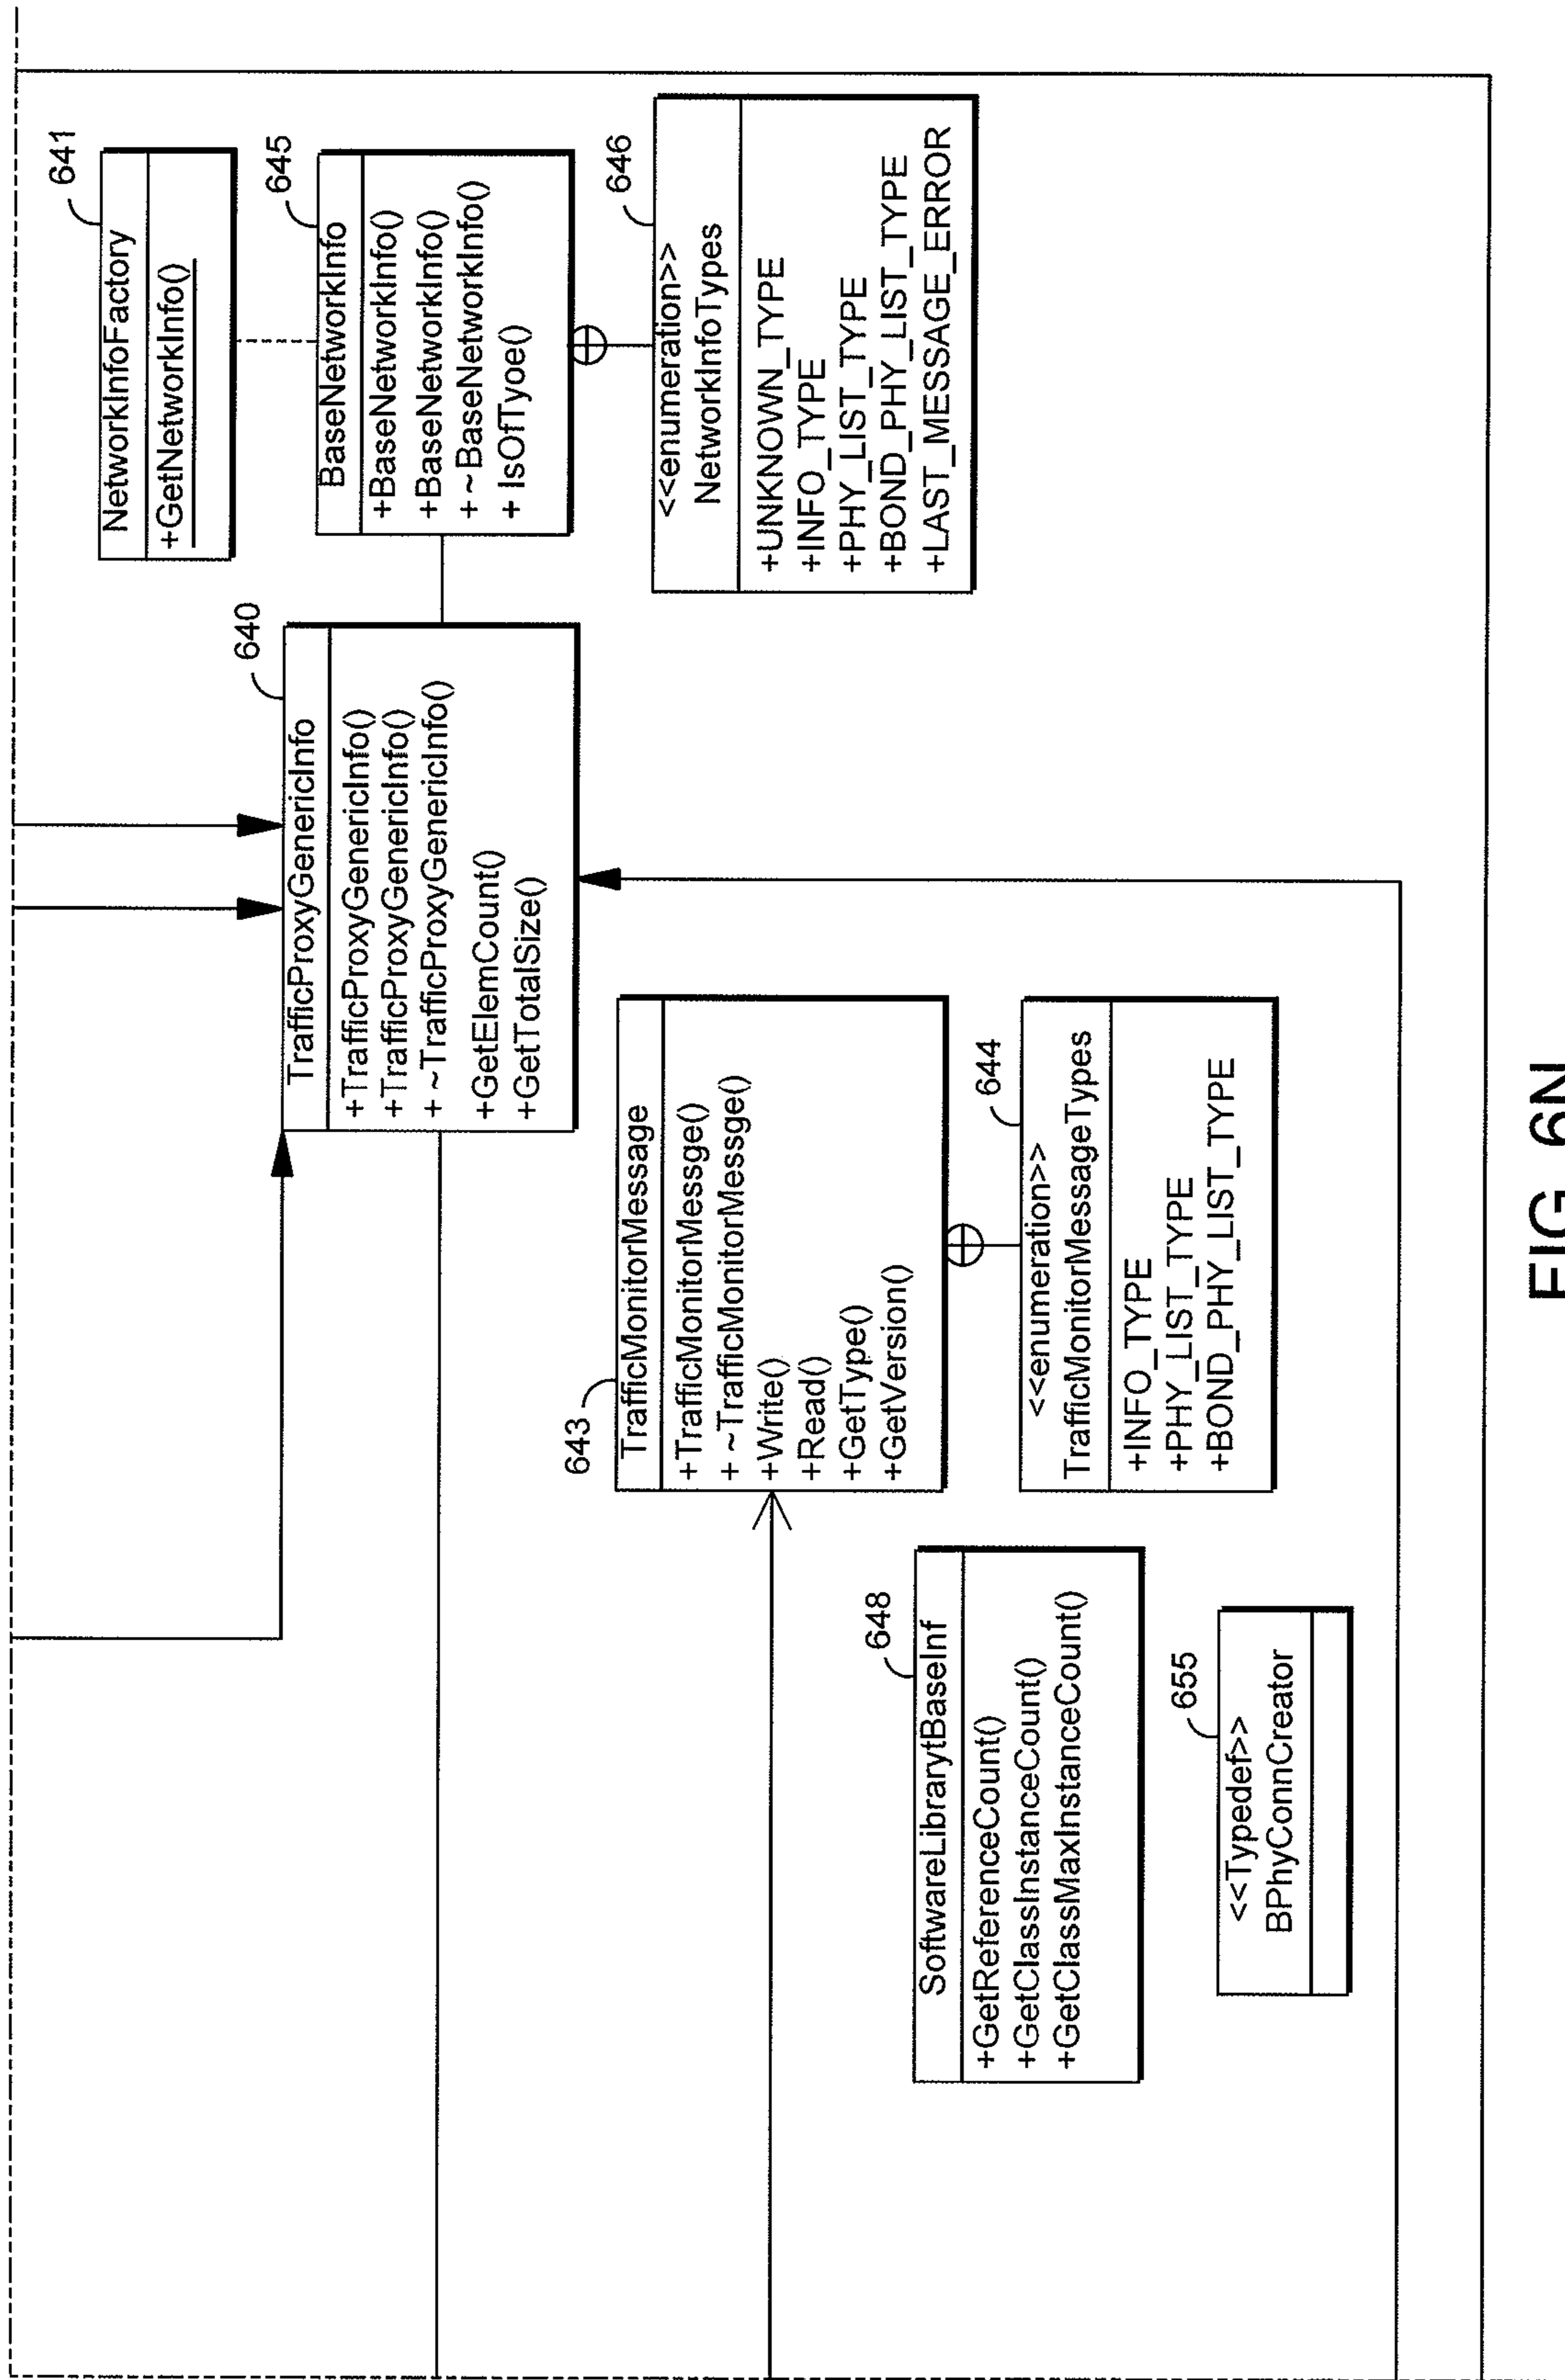 641
NetworkInfoFactory
+GetNetworkInfo()
645
BaseNetworkInfo
+BaseNetworkInfo()
+BaseNetworkInfo()
+ ~BaseNetworkInfo()
+ IsOfTyoe()
646
<<enumeration>>
NetworkInfoTypes
+UNKNOWN_TYPE
+INFO_TYPE
+PHY_LIST_TYPE
+BOND_PHY_LIST_TYPE
+LAST_MESSAGE_ERROR
640
TrafficProxyGenericInfo
+TrafficProxyGenericInfo()
+TrafficProxyGenericInfo()
+ ~TrafficProxyGenericInfo()
+GetElemCount()
+GetTotalSize()
643
TrafficMonitorMessage
+TrafficMonitorMessge()
+ ~TrafficMonitorMessge()
+Write()
+Read()
+GetType()
+GetVersion()
644
<<enumeration>>
TrafficMonitorMessageTypes
+INFO_TYPE
+PHY_LIST_TYPE
+BOND_PHY_LIST_TYPE
648
SoftwareLibrarytBaseInf
+GetReferenceCount()
+GetClassInstanceCount()
+GetClassMaxInstanceCount()
655
<<Typedef>>
BPhyConnCreator
FIG. 6N